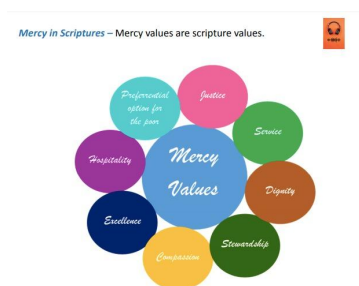 Mercy in Scriptures – Mercy values are scripture values.
Preferrential
option for
the poor
Justice
Service
Dignity
Stewardship
Compassion
Excellence
Hospitality
Mercy
Values